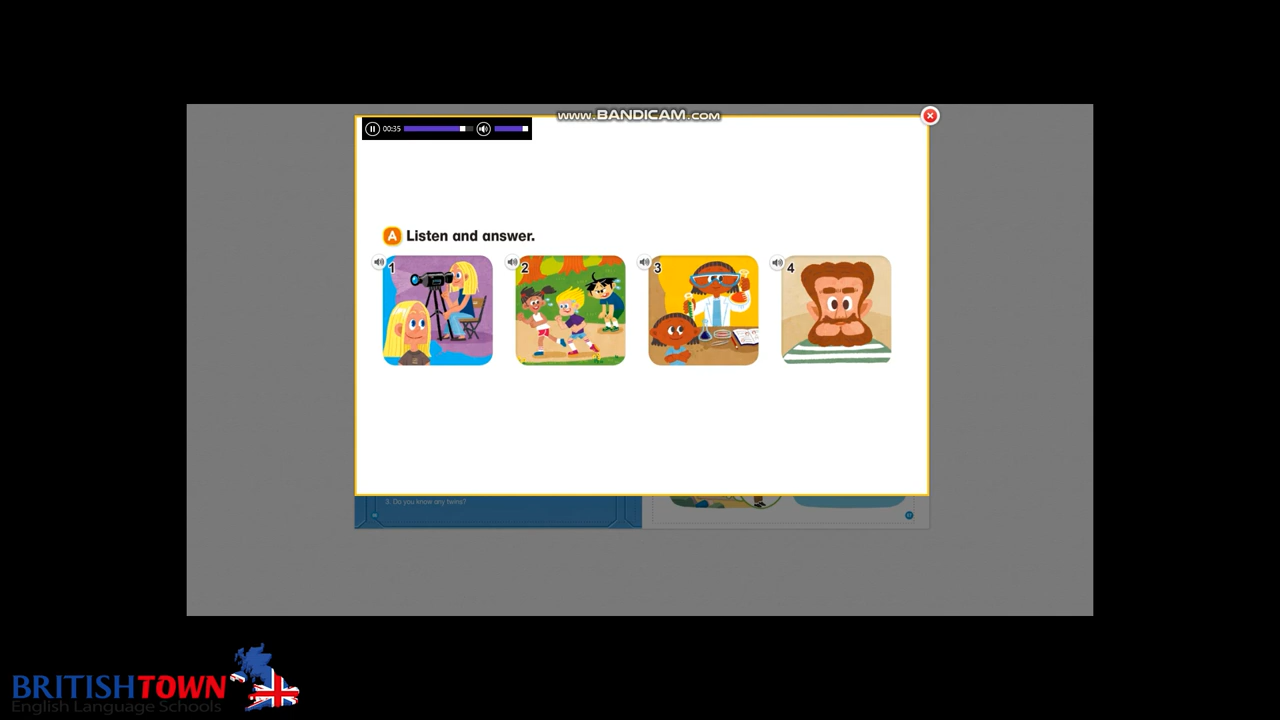 www.BANDICAM.com
00:35
A Listen and answer.
1
2
3
4
3. Do you know any twins?
BRITISHTOWN
English Language Schools